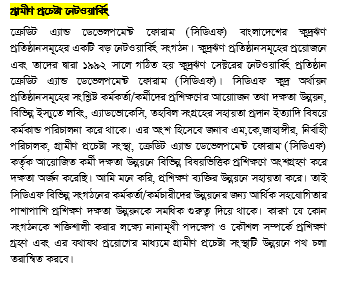 গ্রামীণ প্রচেষ্টা নেটওয়ার্কিং
ক্রেডিট এ্যান্ড ডেভেলপমেন্ট ফোরাম (সিডিএফ) বাংলাদেশের ক্ষুদ্রঋণ
প্রতিষ্ঠানসমূহের একটি বড় নেটওয়ার্কিং সংগঠন। ক্ষুদ্রঋণ প্রতিষ্ঠানসমূহের প্রয়োজনে
এবং তাদের দ্বারা ১৯৯২ সালে গঠিত হয় ক্ষুদ্রঋণ সেক্টরের নেটওয়ার্কিং প্রতিষ্ঠান
ক্রেডিট এ্যান্ড ডেভেলপমেন্ট ফোরাম (সিডিএফ)। সিডিএফ ক্ষুদ্র অর্থায়ন
প্রতিষ্ঠানসমূহের সংশ্লিষ্ট কর্মকর্তা/কর্মীদের প্রশিক্ষণের আয়োাজন তথা দক্ষতা উন্নয়ন,
বিভিন্ন ইস্যুতে লবিং, এ্যাডভোকেসি, তহবিল সংগ্রহের সহায়তা প্রদান ইত্যাদি বিষয়ে
কর্মকান্ড পরিচালনা করে থাকে। এর অংশ হিসেবে জনাব এম,কে,জাহাঙ্গীর, নির্বাহী
পরিচালক, গ্রামীণ প্রচেষ্টা সংস্থা, ক্রেডিট এ্যান্ড ডেভেলপমেন্ট ফোরাম (সিডিএফ)
কর্তৃক আয়োজিত কর্মী দক্ষতা উন্নয়নে বিভিন্ন বিষয়ভিত্তিক প্রশিক্ষণে অংশগ্রহণ করে
দক্ষতা অর্জন করেছি। আমি মনে করি, প্রশিক্ষণ ব্যক্তির উন্নয়নে সহায়তা করে। তাই
সিডিএফ বিভিন্ন সংগঠনের কর্মকর্তা/কর্মচারীদের উন্নয়নের জন্য আর্থিক সহযোগিতার
পাশাপাশি প্রশিক্ষণ দক্ষতা উন্নয়নকে সমধিক গুরুত্ব দিয়ে থাকে। কারণ যে কোন
সংগঠনকে শক্তিশালী করার লক্ষ্যে নানামূখী পদক্ষেপ ও কৌশল সম্পর্কে প্রশিক্ষণ
গ্রহণ এবং এর যথাযথ প্রয়োগের মাধ্যমে গ্রামীণ প্রচেষ্টা সংস্থাটি উন্নয়নে পথ চলা
তরান্বিত করবে।